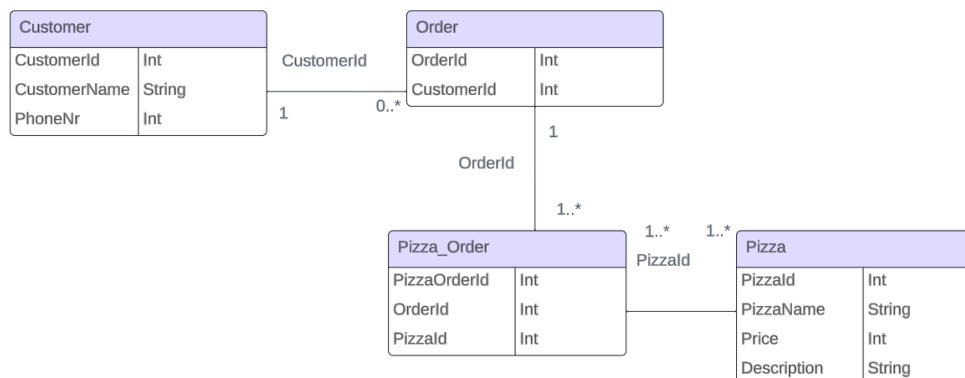 Customer
CustomerId Int
CustomerName String
PhoneNr Int
CustomerId
1
0..*
Order
OrderId Int
CustomerId Int
1
OrderId
1..*
Pizza_Order
PizzaOrderId Int
OrderId Int
PizzaId Int
1..* 1..*
PizzaId
Pizza
PizzaId Int
PizzaName String
Price Int
Description String